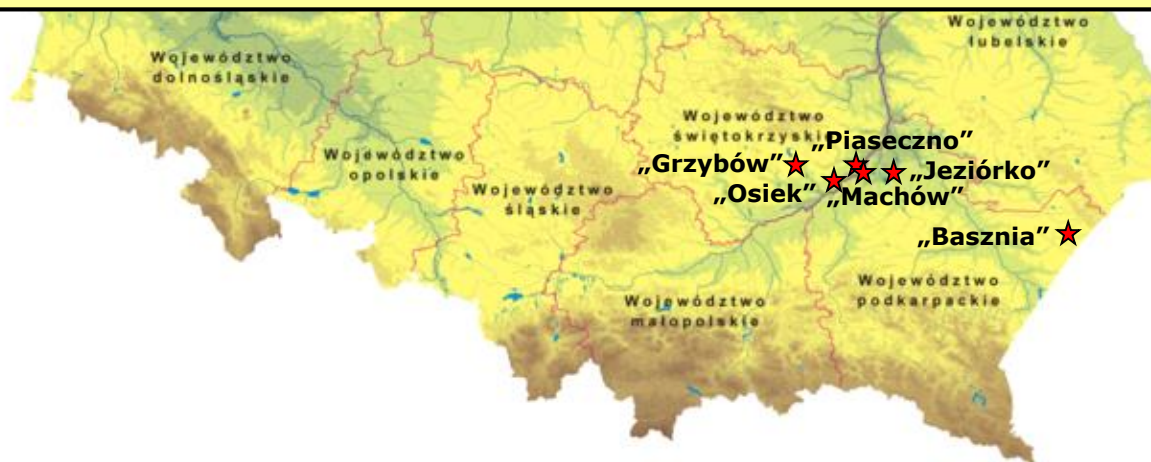 Województwo
lubelskie
Województwo
dolnośląskie
Województwo
świętokrzyskie
„Piaseczno”
Województwo
opolskie
„Grzybów”
„Jeziórko”
Województwo
śląskie
„Osiek”
„Machów”
„Basznia”
Województwo
podkarpackie
Województwo
małopolskie